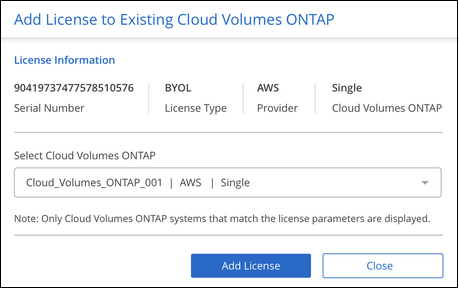 Add License to Existing Cloud Volumes ONTAP
License Information
90419737477578510576 BYOL AWS Single
Serial Number License Type Provider Cloud Volumes ONTAP
Select Cloud Volumes ONTAP
Cloud_Volumes_ONTAP_001 | AWS | Single
Note: Only Cloud Volumes ONTAP systems that match the license parameters are displayed.
Add License Close